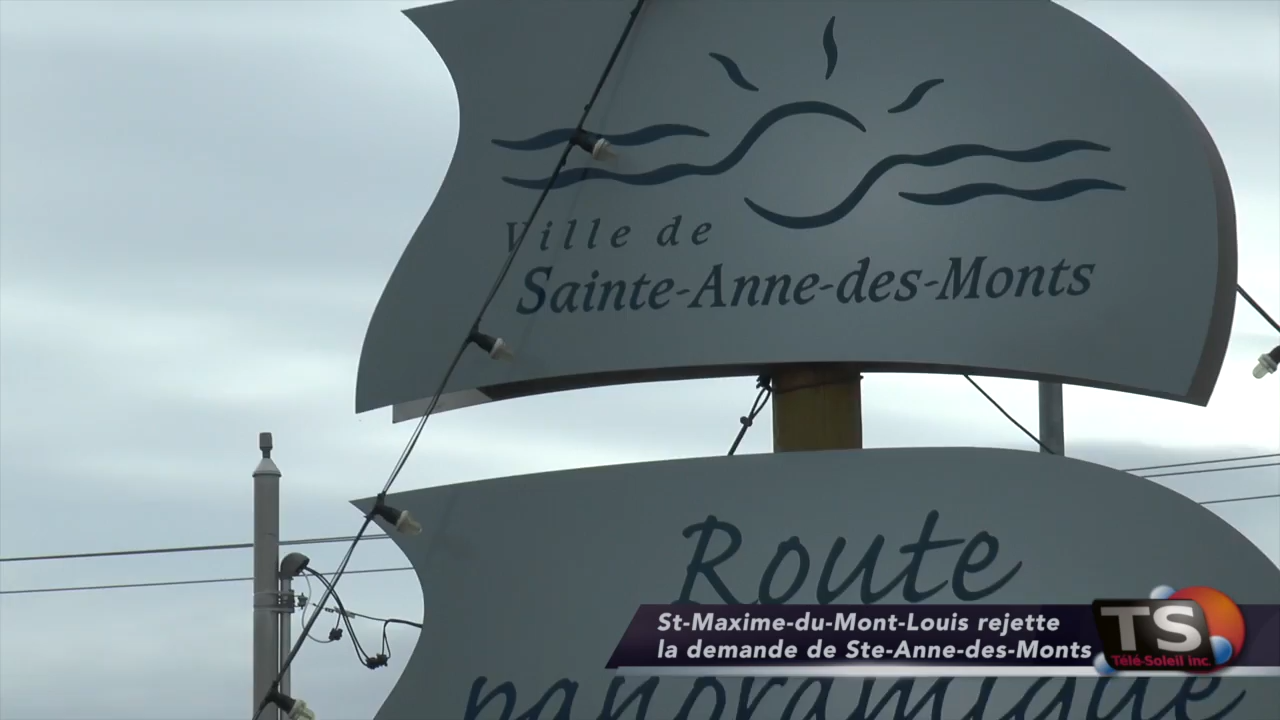 Ville de
Sainte-Anne-des-Monts
Route
panoramique
St-Maxime-du-Mont-Louis rejette
la demande de Ste-Anne-des-Monts
TS
Télé-Soleil inc.